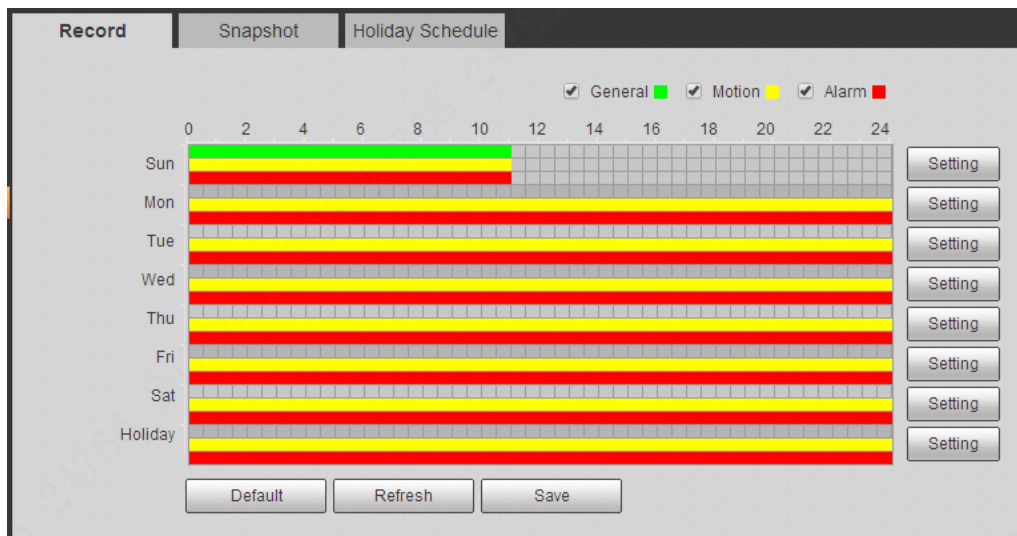 Record Snapshot Holiday Schedule
General Motion Alarm
0 2 4 6 8 10 12 14 16 18 20 22 24
Sun Setting
Mon Setting
Tue Setting
Wed Setting
Thu Setting
Fri Setting
Sat Setting
Holiday Setting
Default Refresh Save